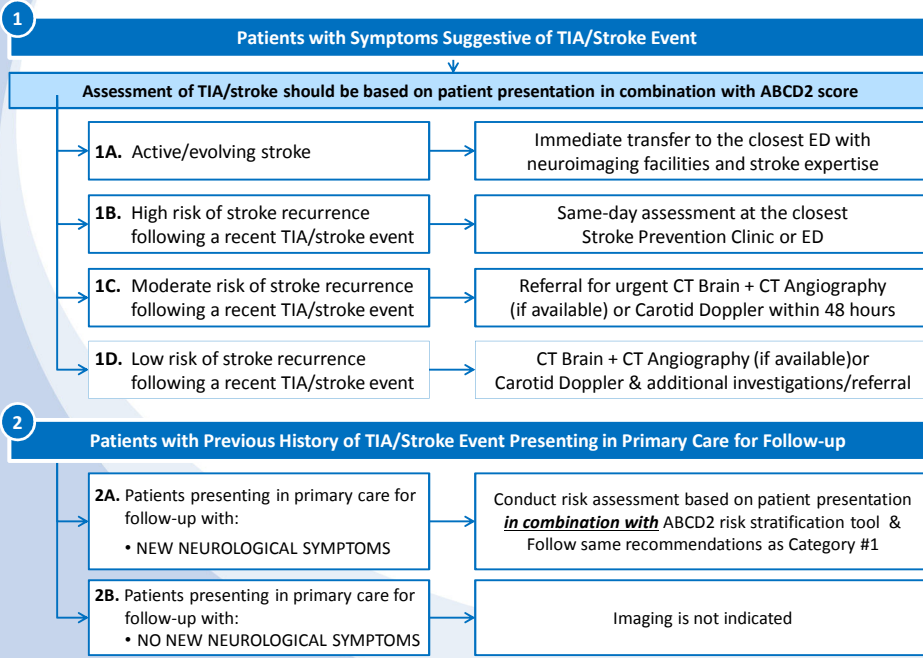 1
Patients with Symptoms Suggestive of TIA/Stroke Event
Assessment of TIA/stroke should be based on patient presentation in combination with ABCD2 score
1A. Active/evolving stroke
Immediate transfer to the closest ED with
neuroimaging facilities and stroke expertise
1B. High risk of stroke recurrence
following a recent TIA/stroke event
Same-day assessment at the closest
Stroke Prevention Clinic or ED
1C. Moderate risk of stroke recurrence
following a recent TIA/stroke event
Referral for urgent CT Brain + CT Angiography
(if available) or Carotid Doppler within 48 hours
1D. Low risk of stroke recurrence
following a recent TIA/stroke event
CT Brain + CT Angiography (if available)or
Carotid Doppler & additional investigations/referral
2
Patients with Previous History of TIA/Stroke Event Presenting in Primary Care for Follow-up
2A. Patients presenting in primary care for
follow-up with:
• NEW NEUROLOGICAL SYMPTOMS
Conduct risk assessment based on patient presentation
in combination with ABCD2 risk stratification tool &
Follow same recommendations as Category #1
2B. Patients presenting in primary care for
follow-up with:
• NO NEW NEUROLOGICAL SYMPTOMS
Imaging is not indicated